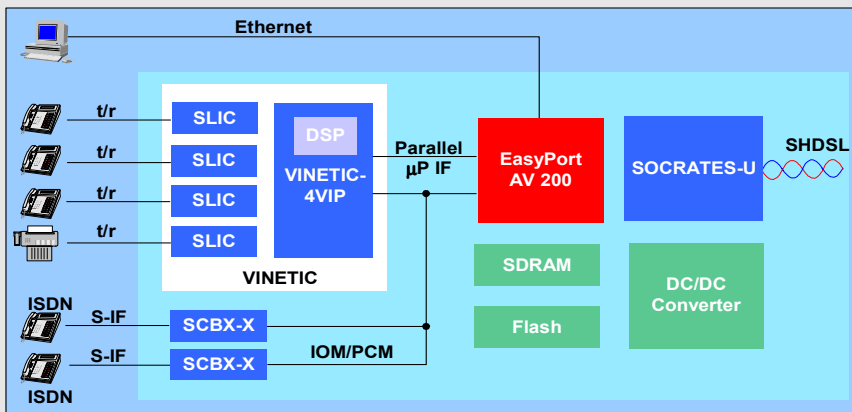 Ethernet
t/r
SLIC
DSP
t/r
SLIC
VINETIC-
4VIP
t/r
SLIC
t/r
SLIC
VINETIC
Parallel
µP IF
EasyPort
AV 200
SOCRATES-U
SHDSL
SDRAM
Flash
DC/DC
Converter
ISDN
S-IF
SCBX-X
S-IF
SCBX-X
IOM/PCM
ISDN